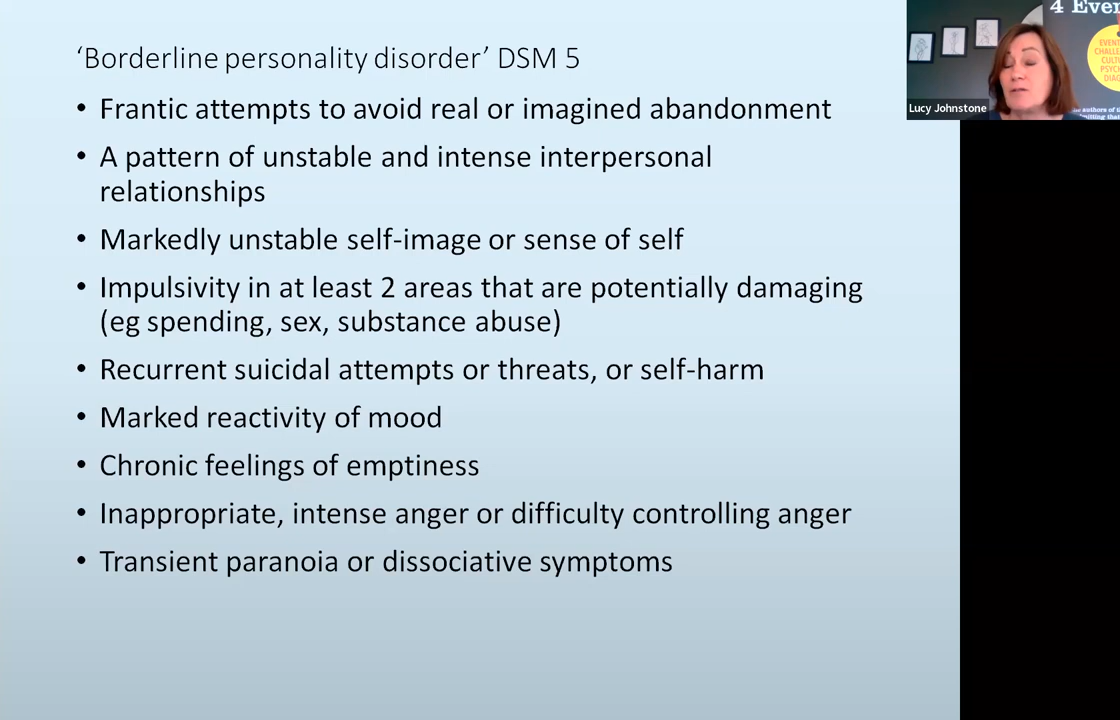 ‘Borderline personality disorder’ DSM 5
• Frantic attempts to avoid real or imagined abandonment
• A pattern of unstable and intense interpersonal
relationships
• Markedly unstable self-image or sense of self
• Impulsivity in at least 2 areas that are potentially damaging
(eg spending, sex, substance abuse)
• Recurrent suicidal attempts or threats, or self-harm
• Marked reactivity of mood
• Chronic feelings of emptiness
• Inappropriate, intense anger or difficulty controlling anger
• Transient paranoia or dissociative symptoms
4 Ever
Lucy Johnstone